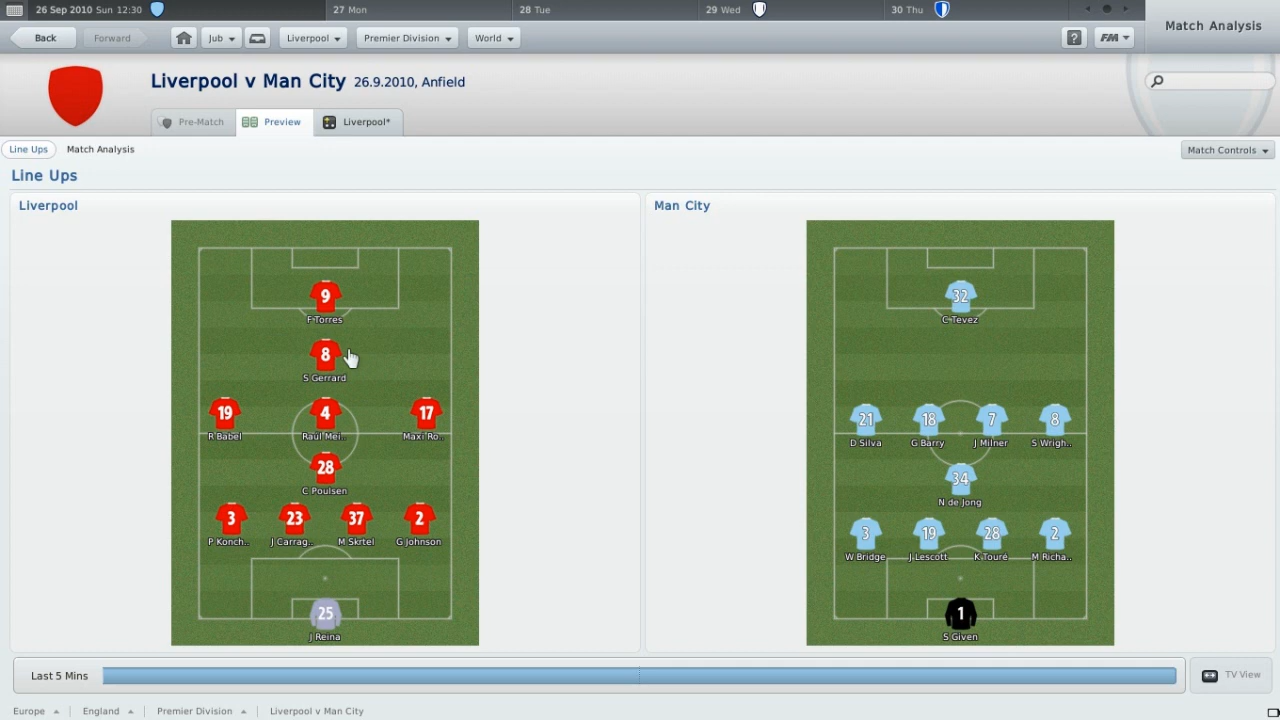 26 Sep 2010 Sun 12:30 27 Mon 28 Tue 29 Wed 30 Thu
Match Analysis
Back Forward Job Liverpool Premier Division World ? FM
Liverpool v Man City 26.9.2010, Anfield
Pre-Match Preview Liverpool*
Line Ups Match Analysis Match Controls
Line Ups
Liverpool
9
F Torres
8
S Gerrard
19 4 17
R Babel Raúl Mei.. Maxi Ro..
28
C Poulsen
3 23 37 2
P Konch.. J Carrag.. M Skrtel G Johnson
25
J Reina
Man City
32
C Tevez
21 18 7 8
D Silva G Barry J Milner S Wrigh..
34
N de Jong
3 19 28 2
W Bridge J Lescott K Touré M Richa..
1
S Given
Last 5 Mins TV View
Europe England Premier Division Liverpool v Man City